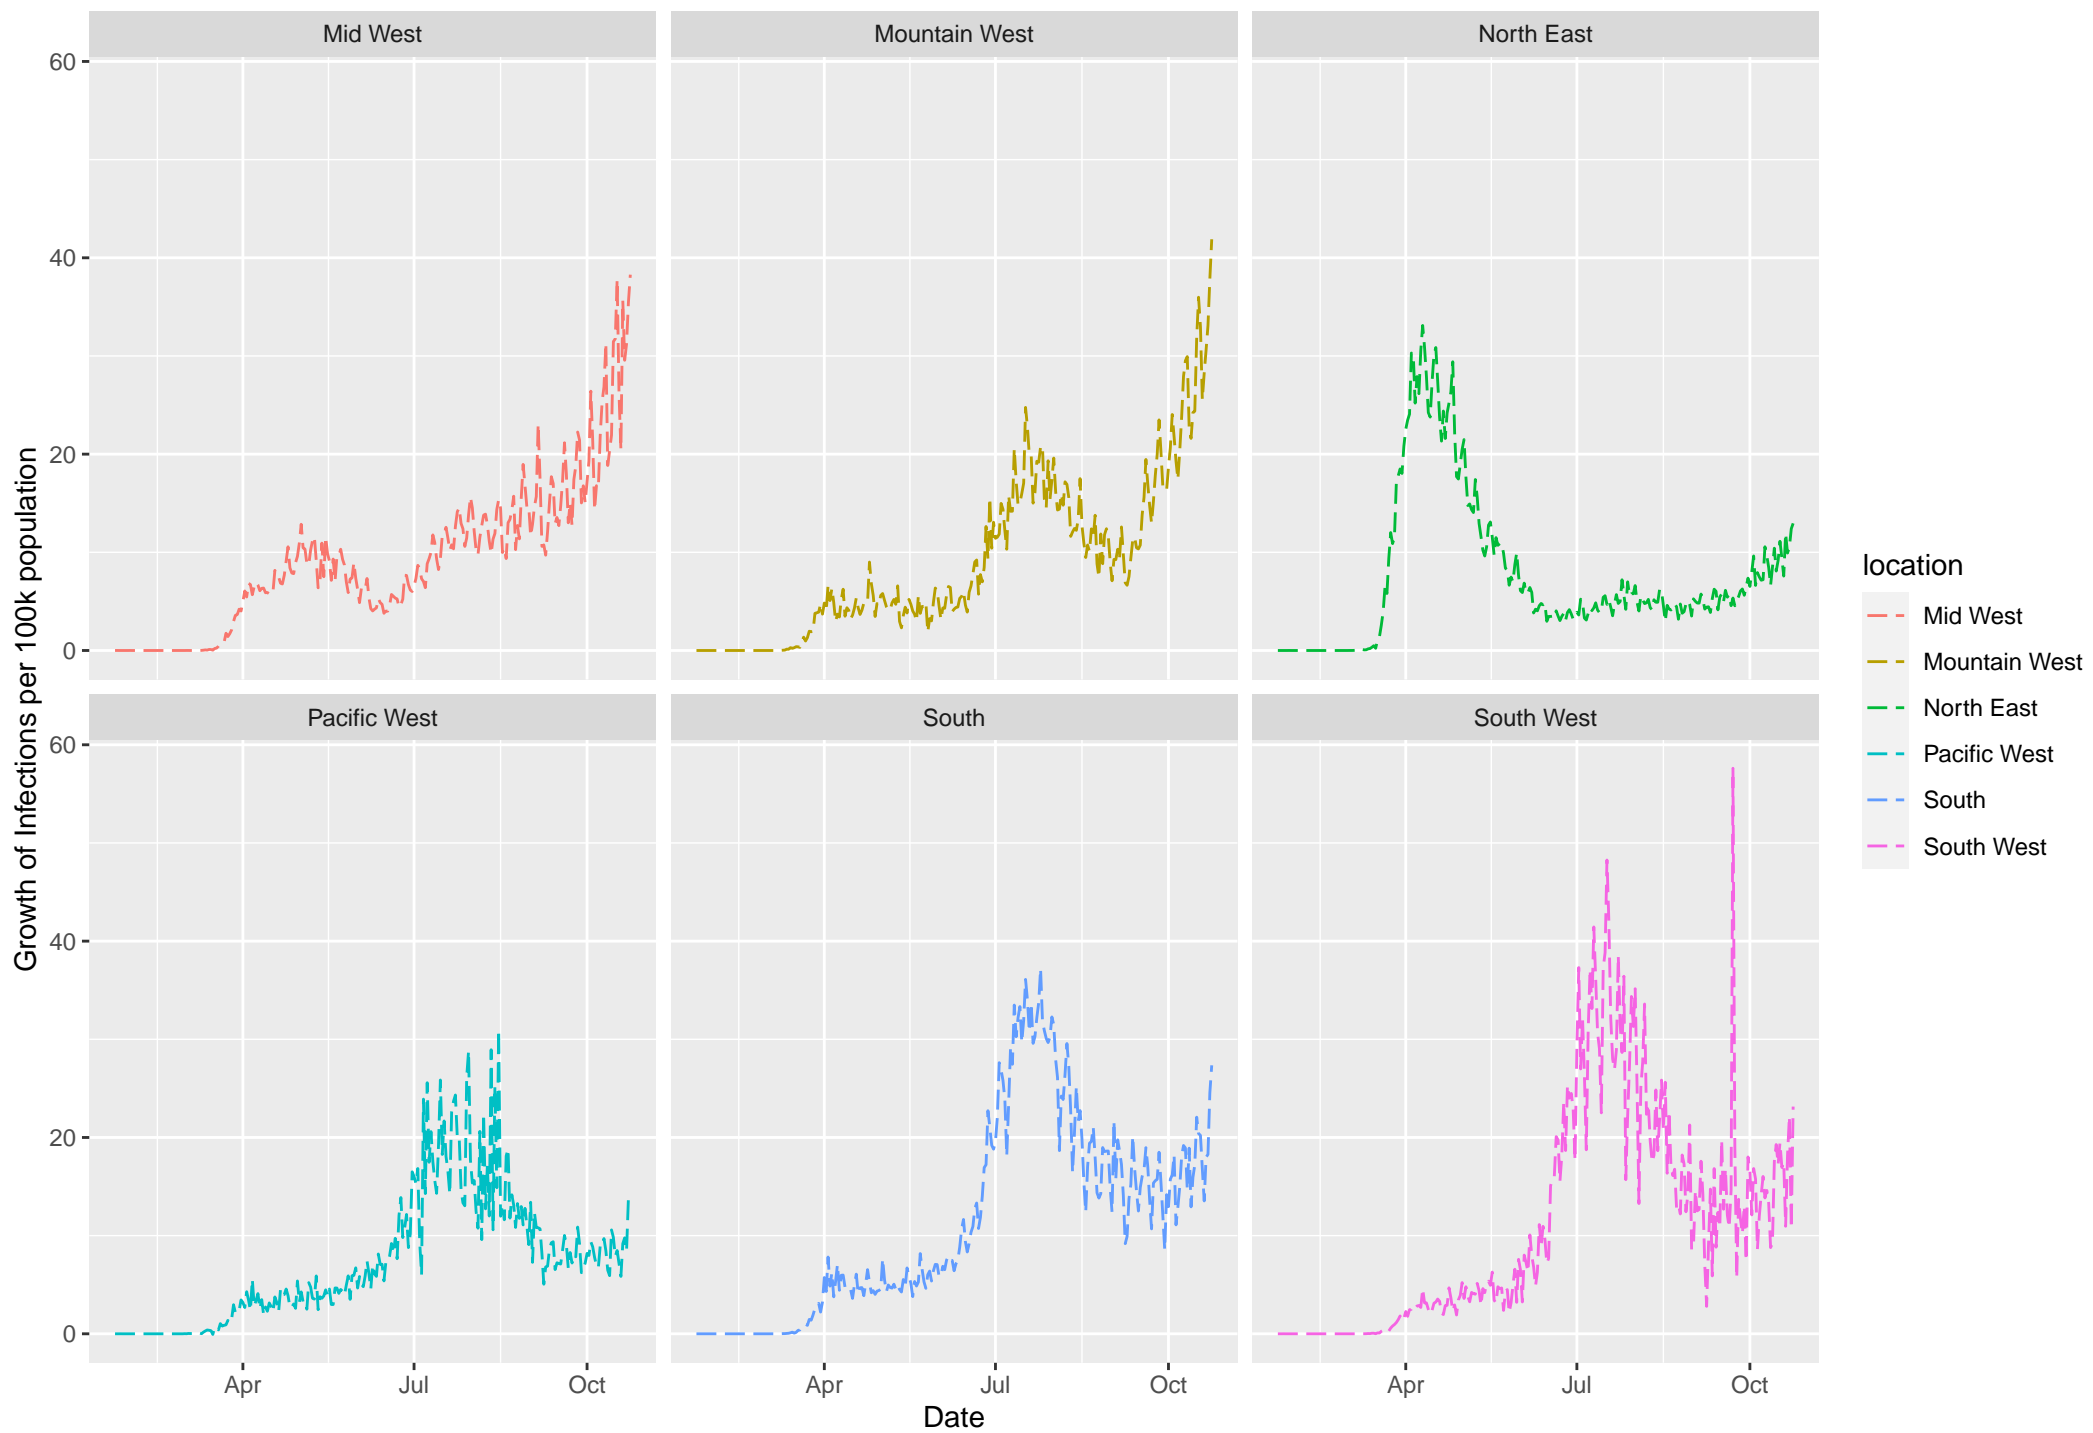 Mid West
Mountain West
North East
60
40
20
0
Growth of Infections per 100k population
Pacific West
South
South West
60
40
20
0
Apr
Jul
Oct
Apr
Jul
Oct
Apr
Jul
Oct
Date
location
Mid West
Mountain West
North East
Pacific West
South
South West